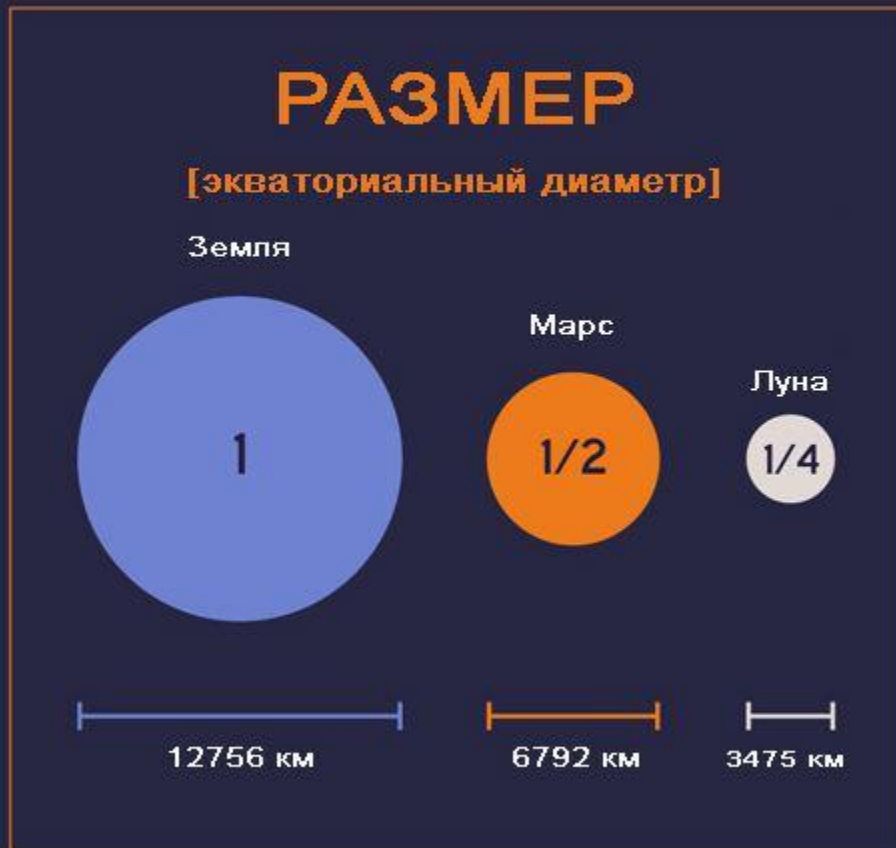 РАЗМЕР
[экваториальный диаметр]
Земля
Марс
Луна
1
1/2
1/4
12756 км
6792 км
3475 км